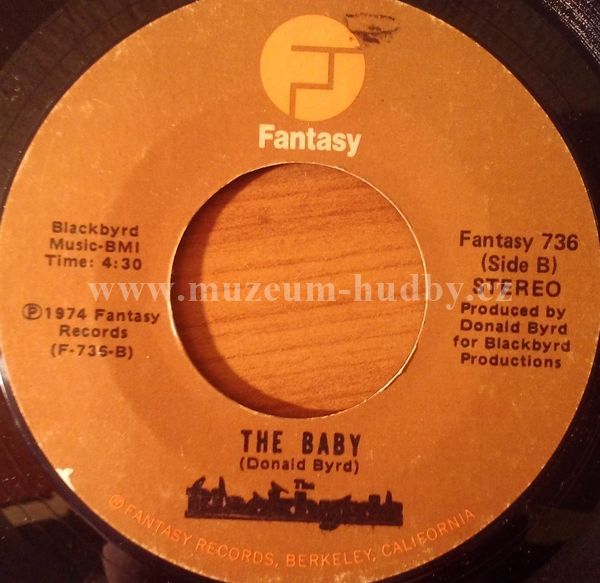 Fantasy
Blackbyrd
Music-BMI
Time: 4:30
℗1974 Fantasy
Records
(F-736-B)
Fantasy 736
(Side B)
STEREO
Produced by
Donald Byrd
for Blackbyrd
Productions
www.muzeum-hudby.cz
THE BABY
(Donald Byrd)
The
Blackbyrds
® FANTASY RECORDS, BERKELEY, CALIFORNIA